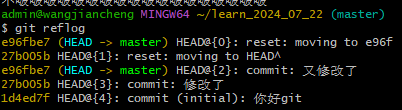 admin@wangjiancheng MINGW64 ~/learn_2024_07_22 (master)
$ git reflog
e96fbe7 (HEAD -> master) HEAD@{0}: reset: moving to e96f
27b005b HEAD@{1}: reset: moving to HEAD^
e96fbe7 (HEAD -> master) HEAD@{2}: commit: 又修改了
27b005b HEAD@{3}: commit: 修改了
1d4ed7f HEAD@{4}: commit (initial): 你好git